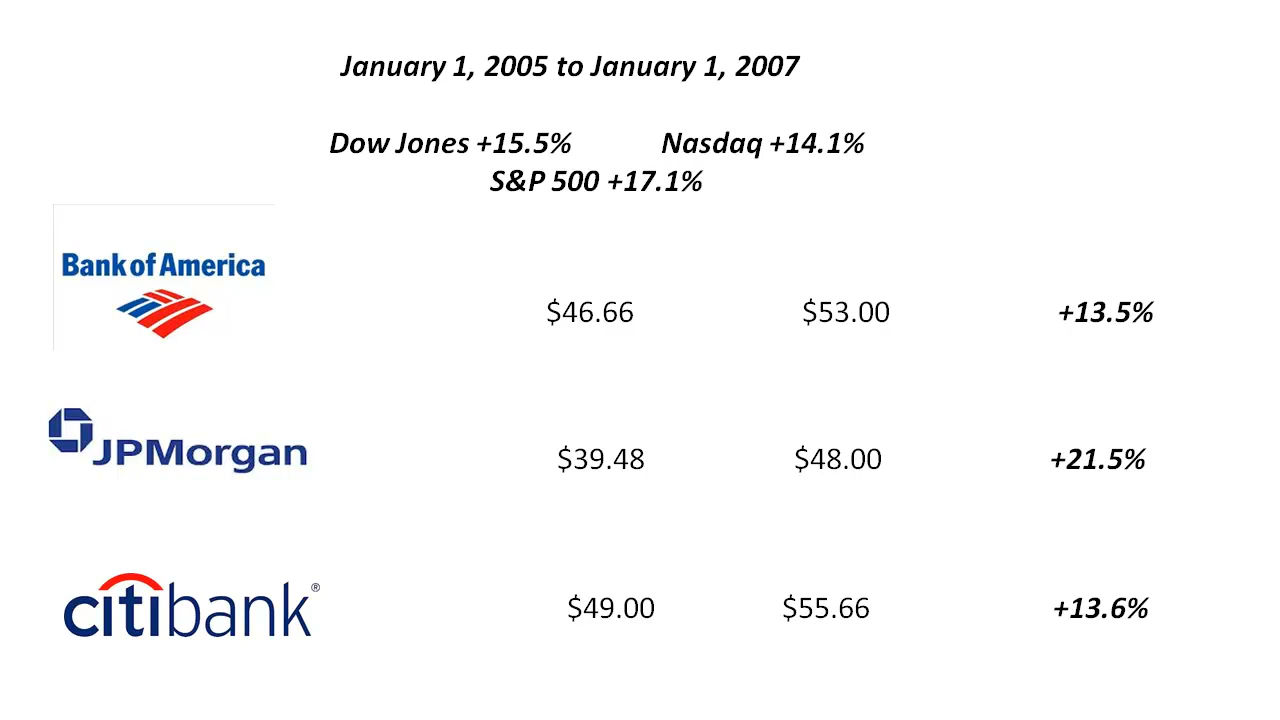 January 1, 2005 to January 1, 2007
Dow Jones +15.5% Nasdaq +14.1%
S&P 500 +17.1%
Bank of America
$46.66 $53.00 +13.5%
JPMorgan $39.48 $48.00 +21.5%
citibank® $49.00 $55.66 +13.6%